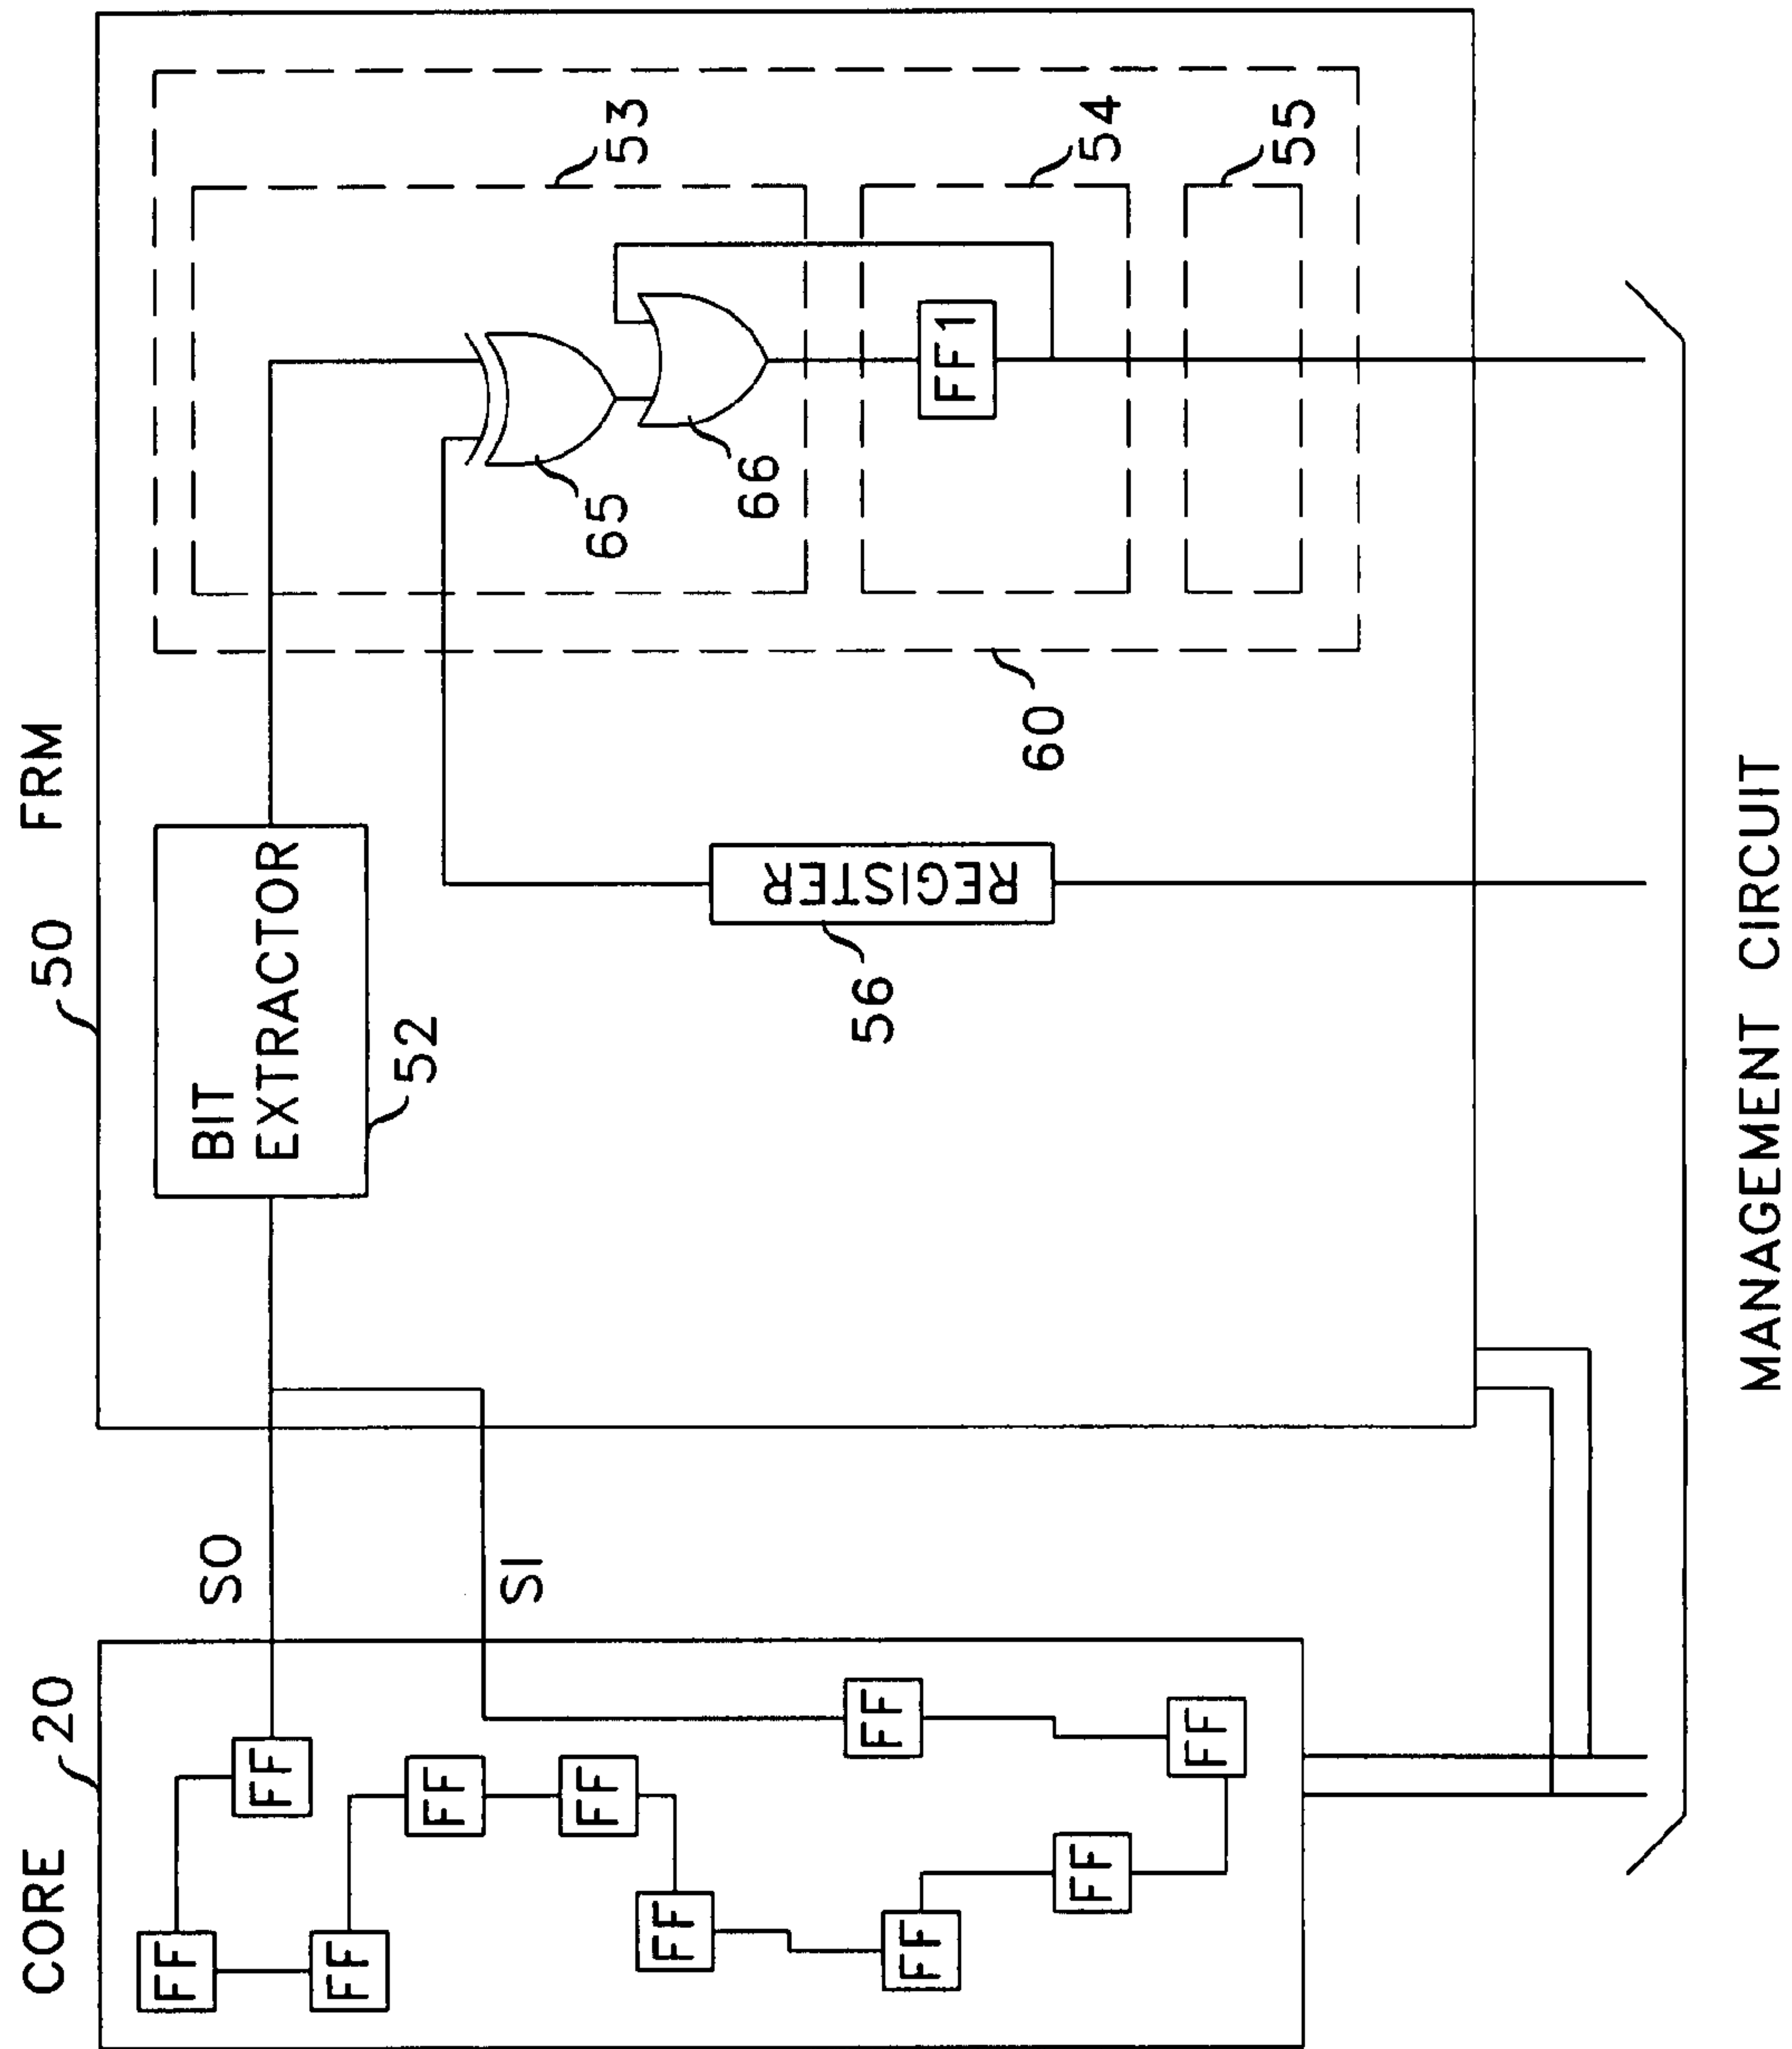 CORE
20
50
FRM
FF
FF
FF
FF
FF
FF
FF
FF
FF
FF
SO
SI
BIT
EXTRACTOR
52
REGISTER
56
60
65
66
53
54
FF1
55
MANAGEMENT CIRCUIT